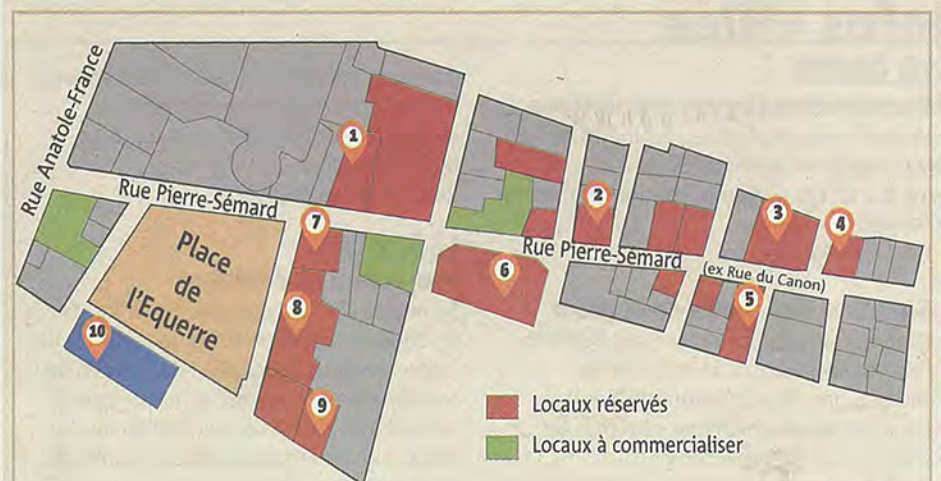 Rue Anatole-France
Rue Pierre-Sémard
Place
de
l'Equerre
Rue Pierre-Sémard
(ex Rue du Canon)
1
2
3
4
5
6
7
8
9
10
Locaux réservés
Locaux à commercialiser